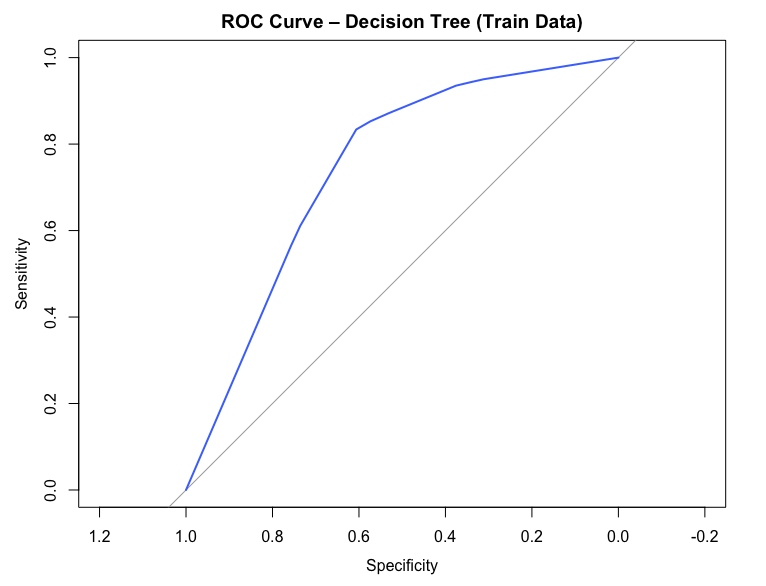 ROC Curve – Decision Tree (Train Data)
Sensitivity
1.0
0.8
0.6
0.4
0.2
0.0
1.2 1.0 0.8 0.6 0.4 0.2 0.0 -0.2
Specificity